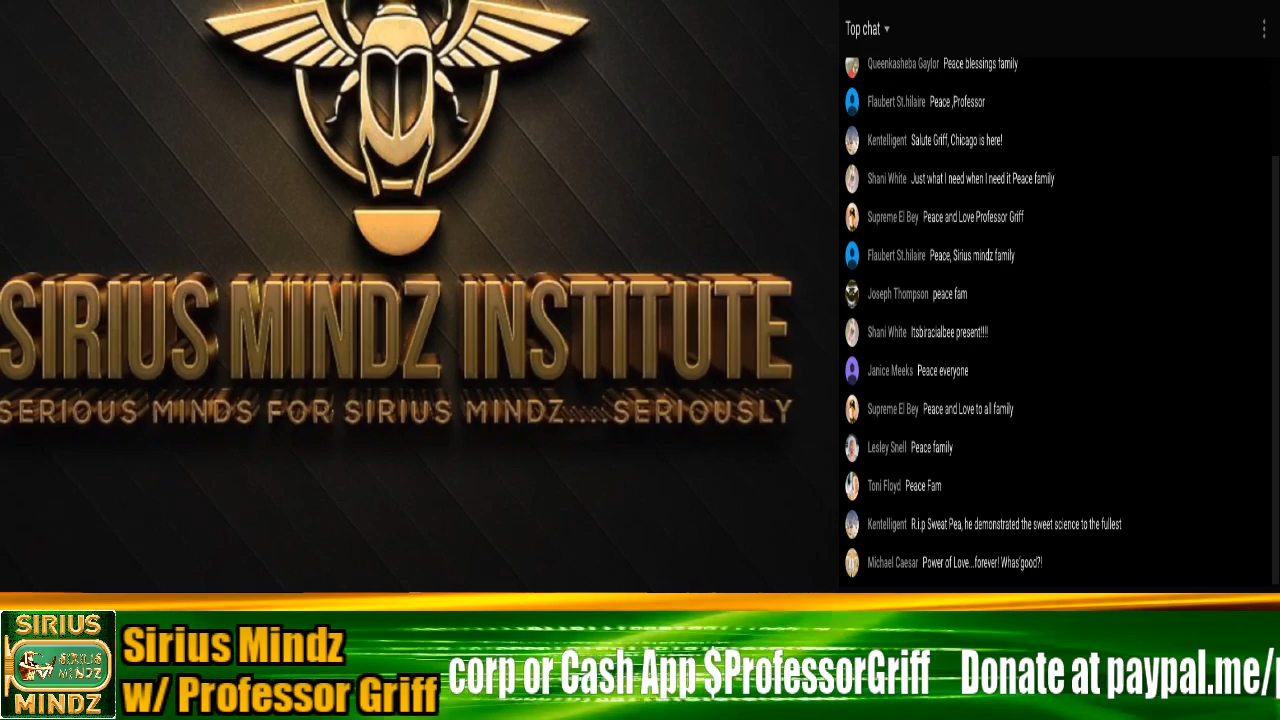 SIRIUS MINDZ INSTITUTE
SERIOUS MINDS FOR SIRIUS MINDZ.....SERIOUSLY
Top chat
Queenkasheba Gaylor Peace blessings family
Flaubert St.hilaire Peace ,Professor
Kentelligent Salute Griff, Chicago is here!
Shani White Just what I need when I need it Peace family
Supreme El Bey Peace and Love Professor Griff
Flaubert St.hilaire Peace, Sirius mindz family
Joseph Thompson peace fam
Shani White Itsbiracialbee present!!!!
Janice Meeks Peace everyone
Supreme El Bey Peace and Love to all family
Lesley Snell Peace family
Toni Floyd Peace Fam
Kentelligent R.i.p Sweat Pea, he demonstrated the sweet science to the fullest
Michael Caesar Power of Love...forever! Whas'good?!
SIRIUS
SIRIUS
MINDZ
MINDZ
Sirius Mindz
w/ Professor Griff
corp or Cash App $ProfessorGriff Donate at paypal.me/